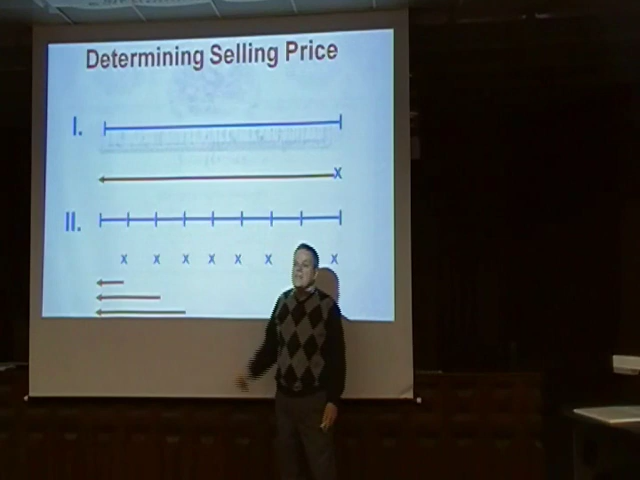 Determining Selling Price
I.
X
II.
X X X X X X X